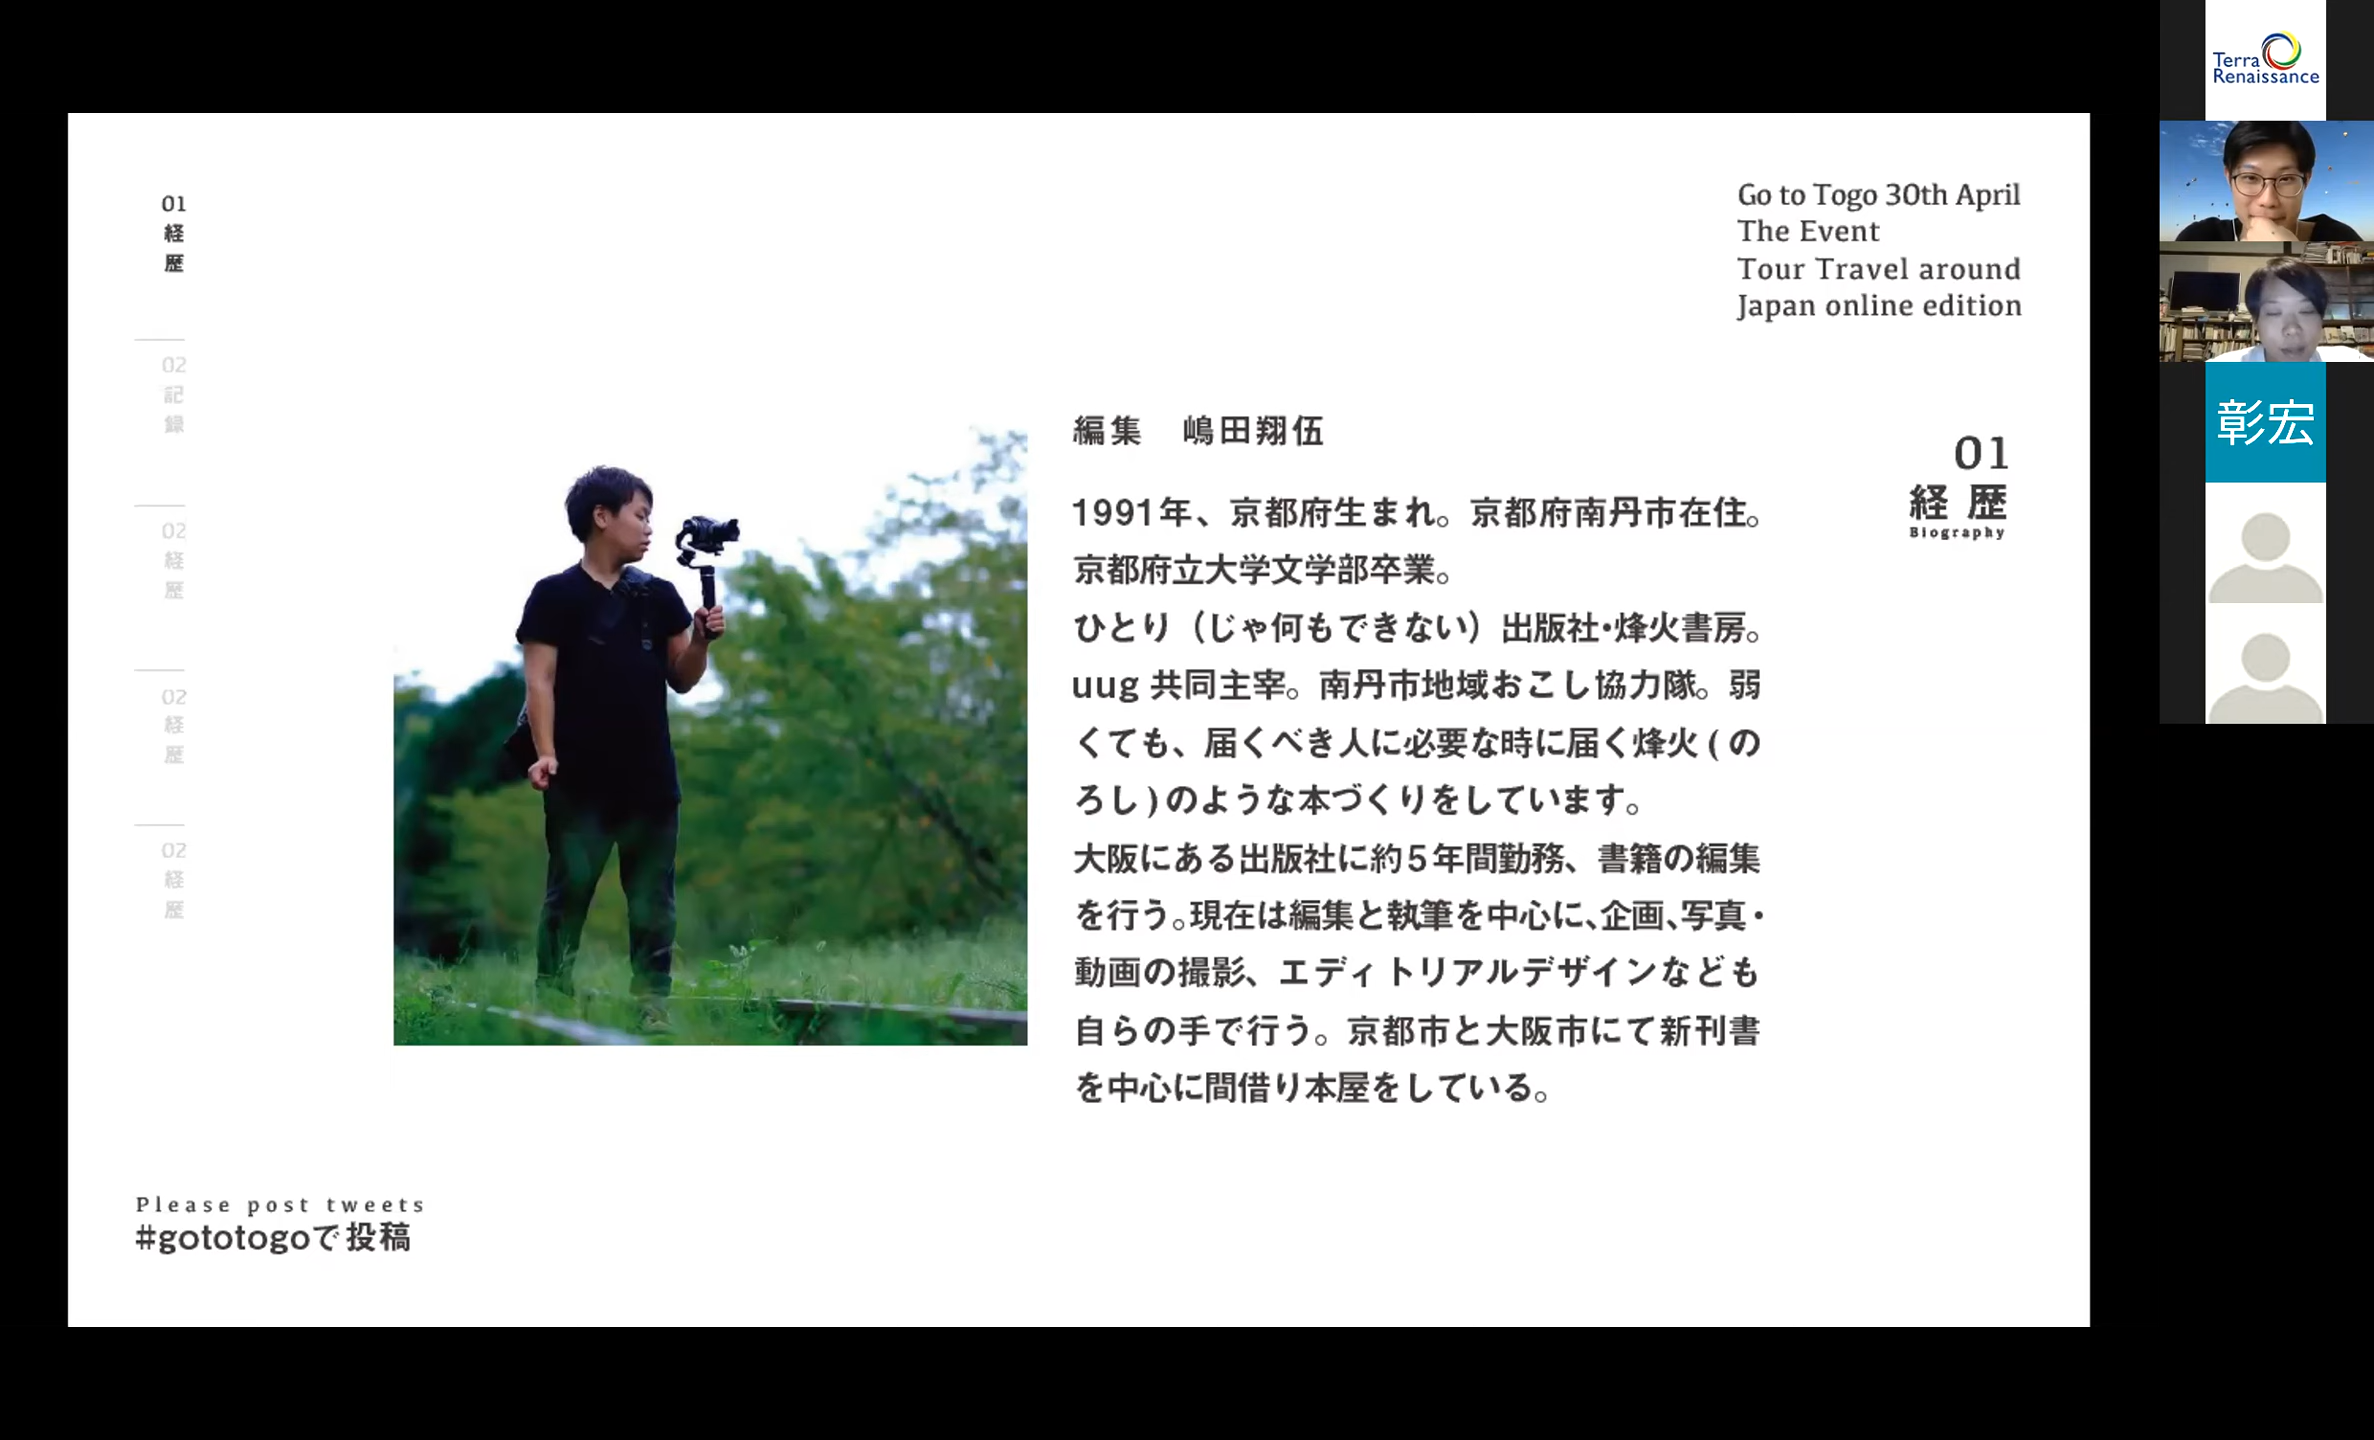 01
経
歴
02
記
録
02
経
歴
02
経
歴
02
経
歴
Go to Togo 30th April
The Event
Tour Travel around
Japan online edition
01
経歴
Biography
編集　嶋田翔伍
1991年、京都府生まれ。京都府南丹市在住。
京都府立大学文学部卒業。
ひとり（じゃ何もできない）出版社・烽火書房。
uug 共同主宰。南丹市地域おこし協力隊。弱
くても、届くべき人に必要な時に届く烽火(の
ろし)のような本づくりをしています。
大阪にある出版社に約5年間勤務、書籍の編集
を行う。現在は編集と執筆を中心に、企画、写真・
動画の撮影、エディトリアルデザインなども
自らの手で行う。京都市と大阪市にて新刊書
を中心に間借り本屋をしている。
Please post tweets
#gototogoで投稿
Terra
Renaissance
彰宏